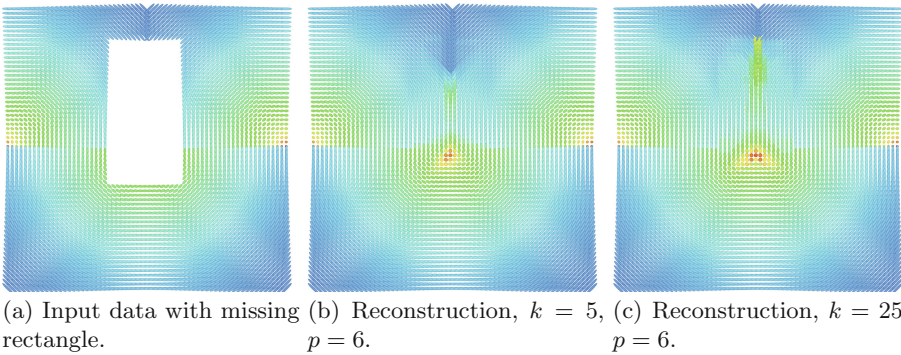 (a) Input data with missing rectangle.
(b) Reconstruction, k = 5, p = 6.
(c) Reconstruction, k = 25 p = 6.